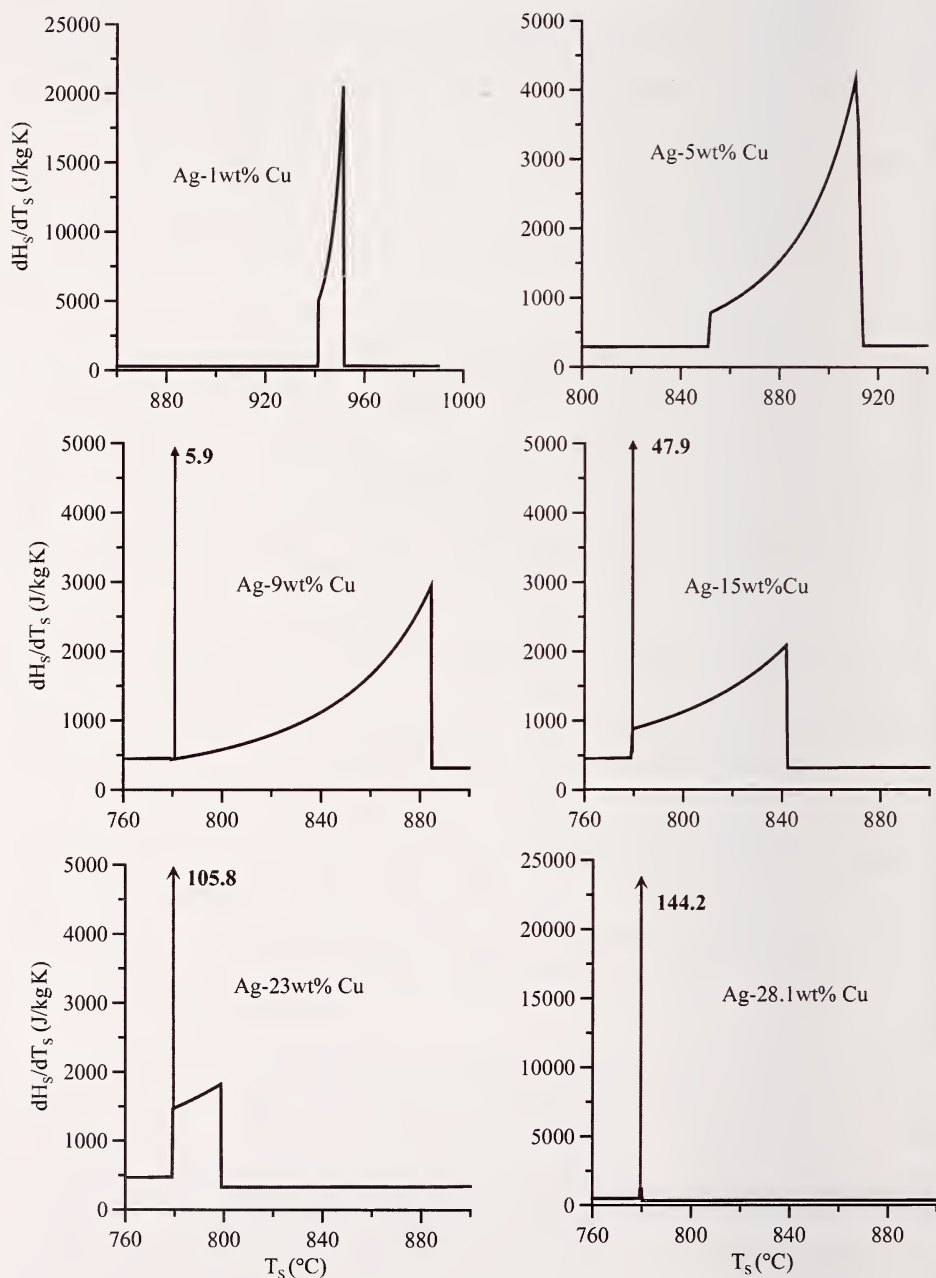 25000
20000
15000
10000
5000
0
dH_S/dT_S (J/kgK)
Ag-1wt% Cu
880 920 960 1000
5000
4000
3000
2000
1000
0
Ag-5wt% Cu
800 840 880 920
5000
4000
3000
2000
1000
0
dH_S/dT_S (J/kgK)
5.9
Ag-9wt% Cu
760 800 840 880
5000
4000
3000
2000
1000
0
47.9
Ag-15wt%Cu
760 800 840 880
5000
4000
3000
2000
1000
0
dH_S/dT_S (J/kgK)
105.8
Ag-23wt% Cu
760 800 840 880
T_S (°C)
25000
20000
15000
10000
5000
0
144.2
Ag-28.1wt% Cu
760 800 840 880
T_S (°C)